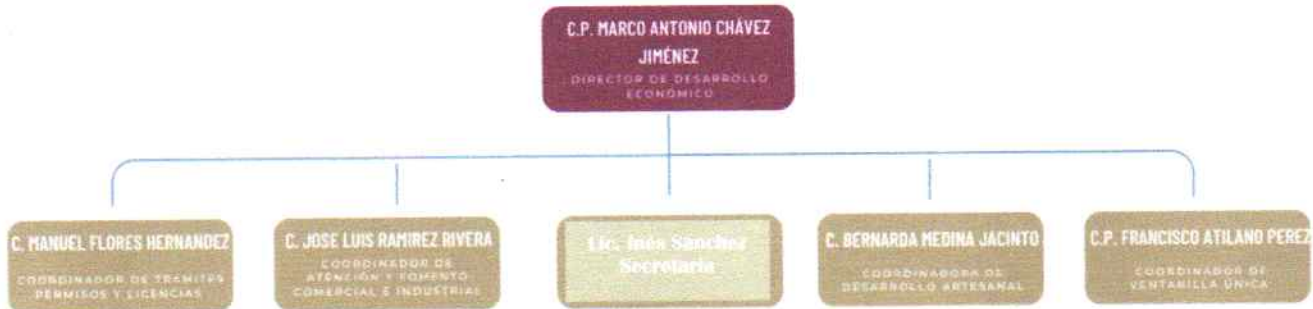 C.P. MARCO ANTONIO CHÁVEZ
JIMÉNEZ
DIRECTOR DE DESARROLLO
ECONÓMICO
C. MANUEL FLORES HERNANDEZ
COORDINADOR DE TRAMITES
PERMISOS Y LICENCIAS
C. JOSE LUIS RAMIREZ RIVERA
COORDINADOR DE
ATENCIÓN Y FOMENTO
COMERCIAL E INDUSTRIAL
Lic. Inés Sanchez
Secretaria
C. BERNARDA MEDINA JACINTO
COORDINADORA DE
DESARROLLO ARTESANAL
C.P. FRANCISCO ATILANO PEREZ
COORDINADOR DE
VENTANILLA ÚNICA